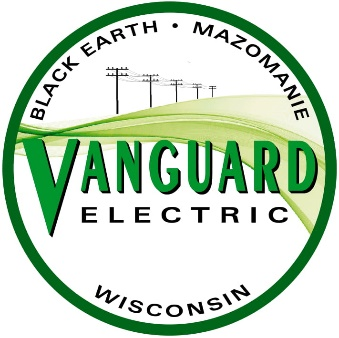 BLACK EARTH • MAZOMANIE
VANGUARD
ELECTRIC
WISCONSIN